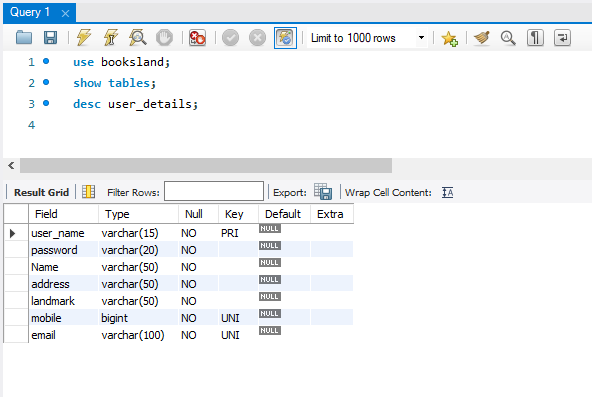 Query 1
Limit to 1000 rows
1 use booksland;
2 show tables;
3 desc user_details;
4
Result Grid Filter Rows: Export: Wrap Cell Content:
Field Type Null Key Default Extra
user_name varchar(15) NO PRI NULL
password varchar(20) NO NULL
Name varchar(50) NO NULL
address varchar(50) NO NULL
landmark varchar(50) NO NULL
mobile bigint NO UNI NULL
email varchar(100) NO UNI NULL